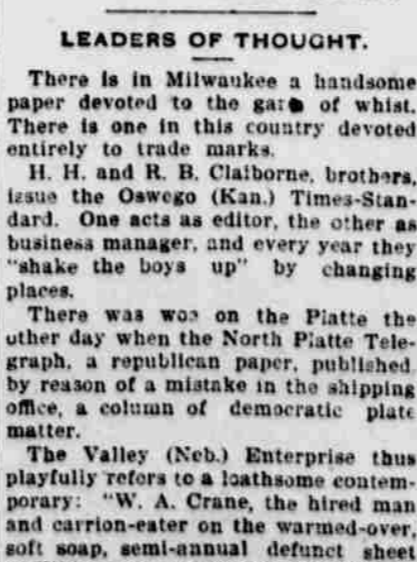 LEADERS OF THOUGHT.
There is in Milwaukee a handsome
paper devoted to the of whist.
There is one in this country devoted
entirely to trade marks.
H. H. and R. B. Claiborne, brothers,
issue the Oswego (Kan.) Times-Stan-
dard. One acts as editor, the other as
business manager, and every year they
"shake the boys up" by changing
places.
There was woe on the Platte the
other day when the North Platte Tele-
graph, a republican paper, published
by reason of a mistake in the shipping
office, a column of democratic plate
matter.
The Valley (Neb.) Enterprise thus
playfully refers to a loathsome contem-
porary: "W. A. Crane, the hired man
and carrion-eater on the warmed-over,
soft soap, semi-annual defunct sheet